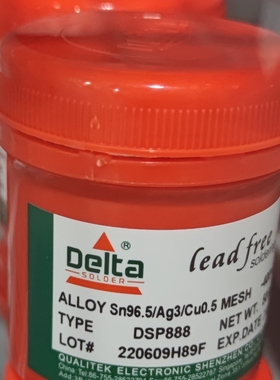 Delta
SOLDER
lead free
ALLOY Sn96.5/Ag3/Cu0.5 MESH
TYPE DSP888 NET WT.
LOT# 220609H89F EXP.DATE
QUALITEK ELECTRONIC SHENZHEN